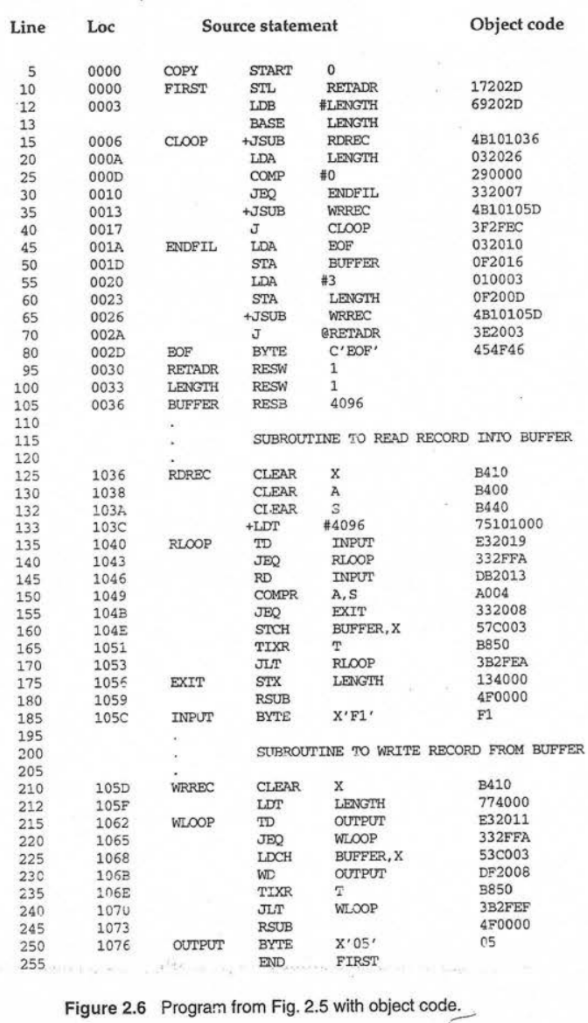 Line Loc Source statement Object code
5 0000 COPY START 0
10 0000 FIRST STL RETADR 17202D
12 0003 LDB #LENGTH 69202D
13 BASE LENGTH
15 0006 CLOOP +JSUB RDREC 4B101036
20 000A LDA LENGTH 032026
25 000D COMP #0 290000
30 0010 JEQ ENDFIL 332007
35 0013 +JSUB WRREC 4B10105D
40 0017 J CLOOP 3F2FEC
45 001A ENDFIL LDA EOF 032010
50 001D STA BUFFER 0F2016
55 0020 LDA #3 010003
60 0023 STA LENGTH 0F200D
65 0026 +JSUB WRREC 4B10105D
70 002A J @RETADR 3E2003
80 002D EOF BYTE C'EOF' 454F46
95 0030 RETADR RESW 1
100 0033 LENGTH RESW 1
105 0036 BUFFER RESB 4096
110 .
115 . SUBROUTINE TO READ RECORD INTO BUFFER
120 .
125 1036 RDREC CLEAR X B410
130 1038 CLEAR A B400
132 103A CLEAR S B440
133 103C +LDT #4096 75101000
135 1040 RLOOP TD INPUT E32019
140 1043 JEQ RLOOP 332FFA
145 1046 RD INPUT DB2013
150 1049 COMPR A,S A004
155 104B JEQ EXIT 332008
160 104E STCH BUFFER,X 57C003
165 1051 TIXR T B850
170 1053 JLT RLOOP 3B2FEA
175 1056 EXIT STX LENGTH 134000
180 1059 RSUB 4F0000
185 105C INPUT BYTE X'F1' F1
195 .
200 . SUBROUTINE TO WRITE RECORD FROM BUFFER
205 .
210 105D WRREC CLEAR X B410
212 105F LDT LENGTH 774000
215 1062 WLOOP TD OUTPUT E32011
220 1065 JEQ WLOOP 332FFA
225 1068 LDCH BUFFER,X 53C003
230 106B WD OUTPUT DF2008
235 106E TIXR T B850
240 1070 JLT WLOOP 3B2FEF
245 1073 RSUB 4F0000
250 1076 OUTPUT BYTE X'05' 05
255 END FIRST
Figure 2.6 Program from Fig. 2.5 with object code.